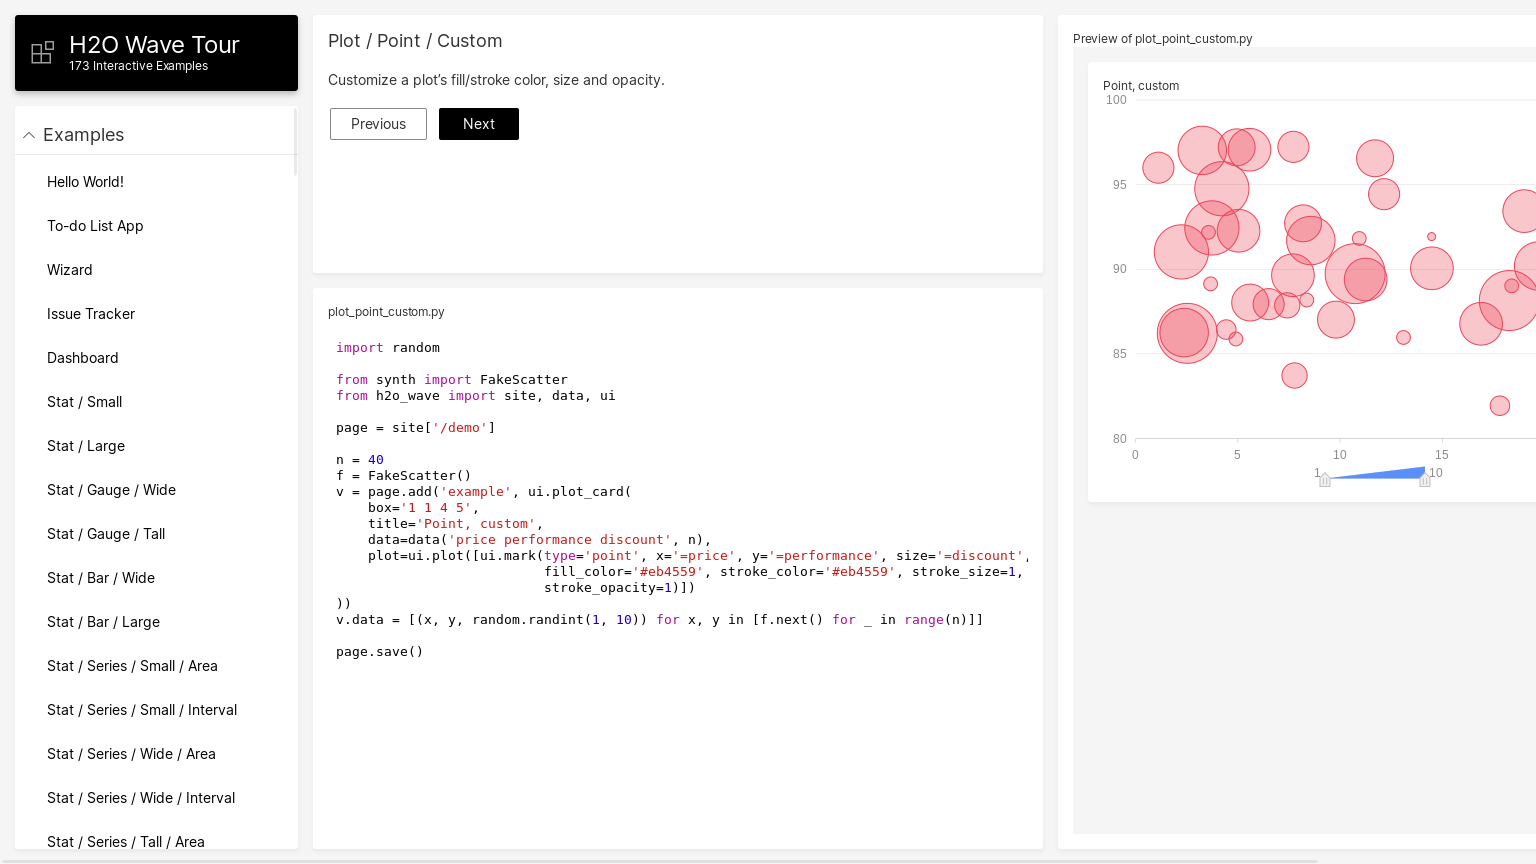 H2O Wave Tour
173 Interactive Examples
Examples
Hello World!
To-do List App
Wizard
Issue Tracker
Dashboard
Stat / Small
Stat / Large
Stat / Gauge / Wide
Stat / Gauge / Tall
Stat / Bar / Wide
Stat / Bar / Large
Stat / Series / Small / Area
Stat / Series / Small / Interval
Stat / Series / Wide / Area
Stat / Series / Wide / Interval
Stat / Series / Tall / Area
Plot / Point / Custom
Customize a plot’s fill/stroke color, size and opacity.
Previous
Next
plot_point_custom.py
import random
from synth import FakeScatter
from h2o_wave import site, data, ui
page = site['/demo']
n = 40
f = FakeScatter()
v = page.add('example', ui.plot_card(
    box='1 1 4 5',
    title='Point, custom',
    data=data('price performance discount', n),
    plot=ui.plot([ui.mark(type='point', x='=price', y='=performance', size='=discount',
                          fill_color='#eb4559', stroke_color='#eb4559', stroke_size=1,
                          stroke_opacity=1)])
))
v.data = [(x, y, random.randint(1, 10)) for x, y in [f.next() for _ in range(n)]]
page.save()
Preview of plot_point_custom.py
Point, custom
100
95
90
85
80
0 5 10 15
1 10